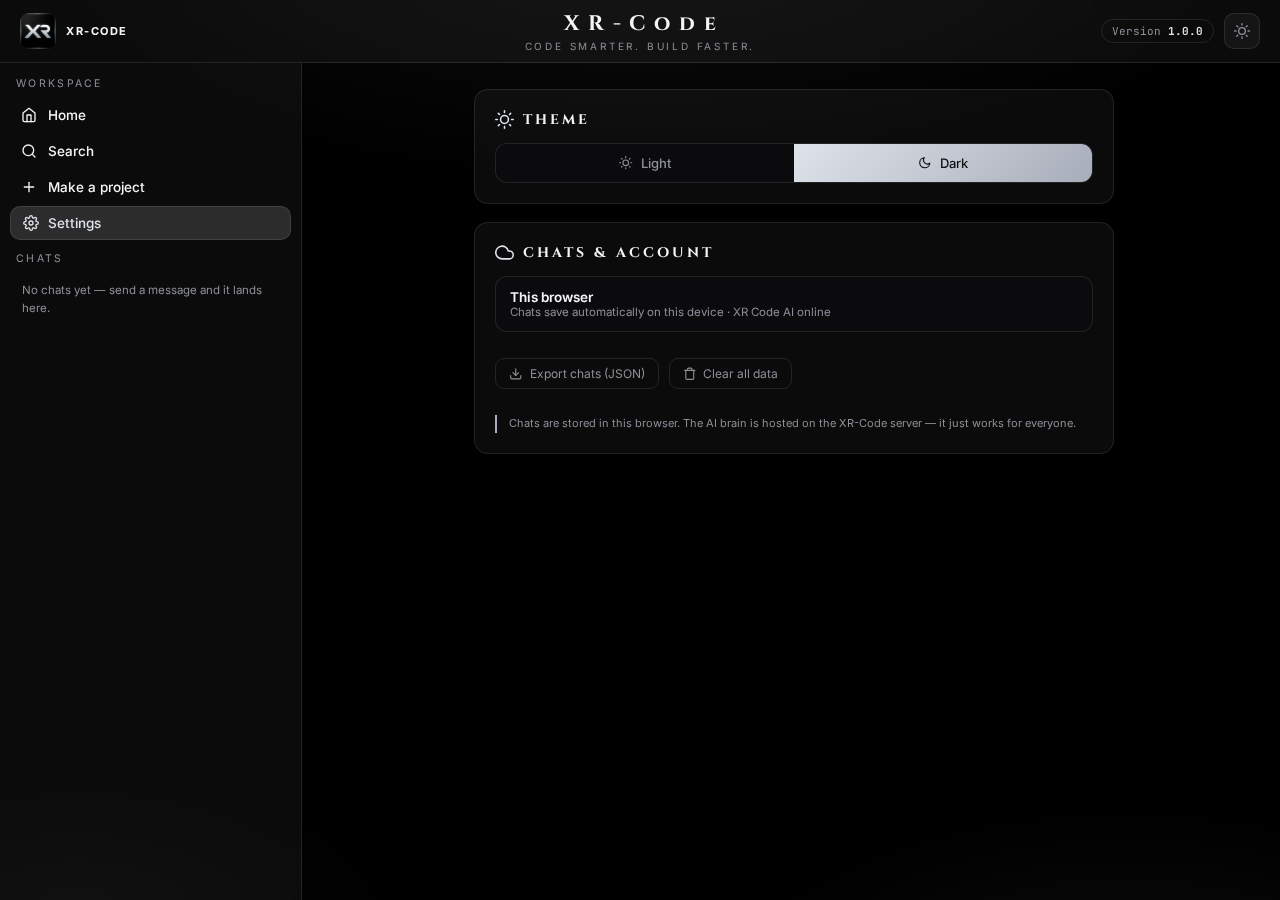 XR
XR-CODE
XR-CODE
CODE SMARTER. BUILD FASTER.
Version 1.0.0
WORKSPACE
Home
Search
Make a project
Settings
CHATS
No chats yet — send a message and it lands
here.
THEME
Light
Dark
CHATS & ACCOUNT
This browser
Chats save automatically on this device · XR Code AI online
Export chats (JSON)
Clear all data
Chats are stored in this browser. The AI brain is hosted on the XR-Code server — it just works for everyone.